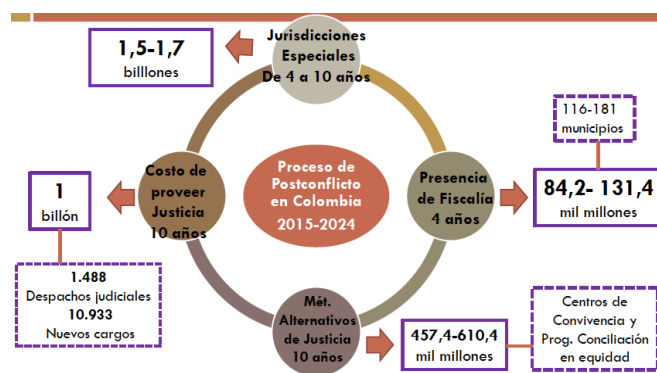 1,5-1,7
billlones
Jurisdicciones
Especiales
De 4 a 10 años
116-181
municipios
Costo de
proveer
Justicia
10 años
Proceso de
Postconflicto
en Colombia
2015-2024
Presencia
de Fiscalía
4 años
84,2- 131,4
mil millones
1
billón
1.488
Despachos judiciales
10.933
Nuevos cargos
Mét.
Alternativos
de Justicia
10 años
457,4-610,4
mil millones
Centros de
Convivencia y
Prog. Conciliación
en equidad